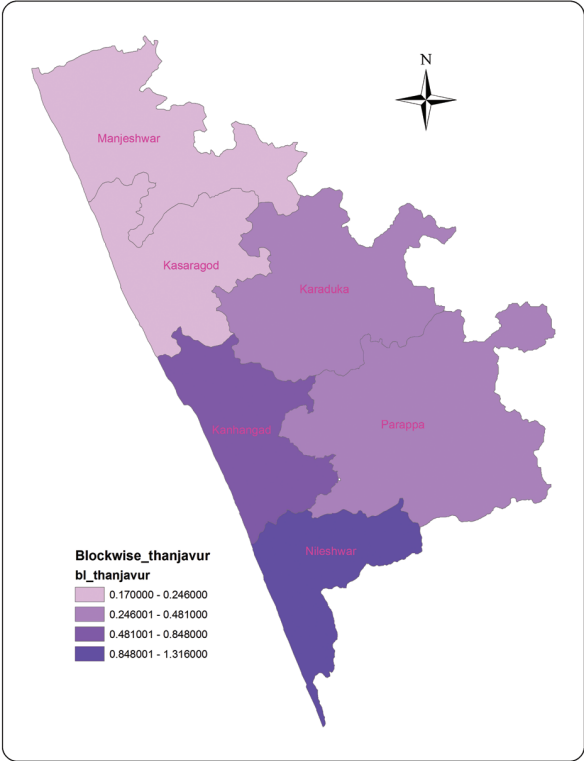 N
Manjeshwar
Kasaragod
Karaduka
Parappa
Kanhangad
Nileshwar
Blockwise_thanjavur
bl_thanjavur
0.170000 - 0.246000
0.246001 - 0.481000
0.481001 - 0.848000
0.848001 - 1.316000